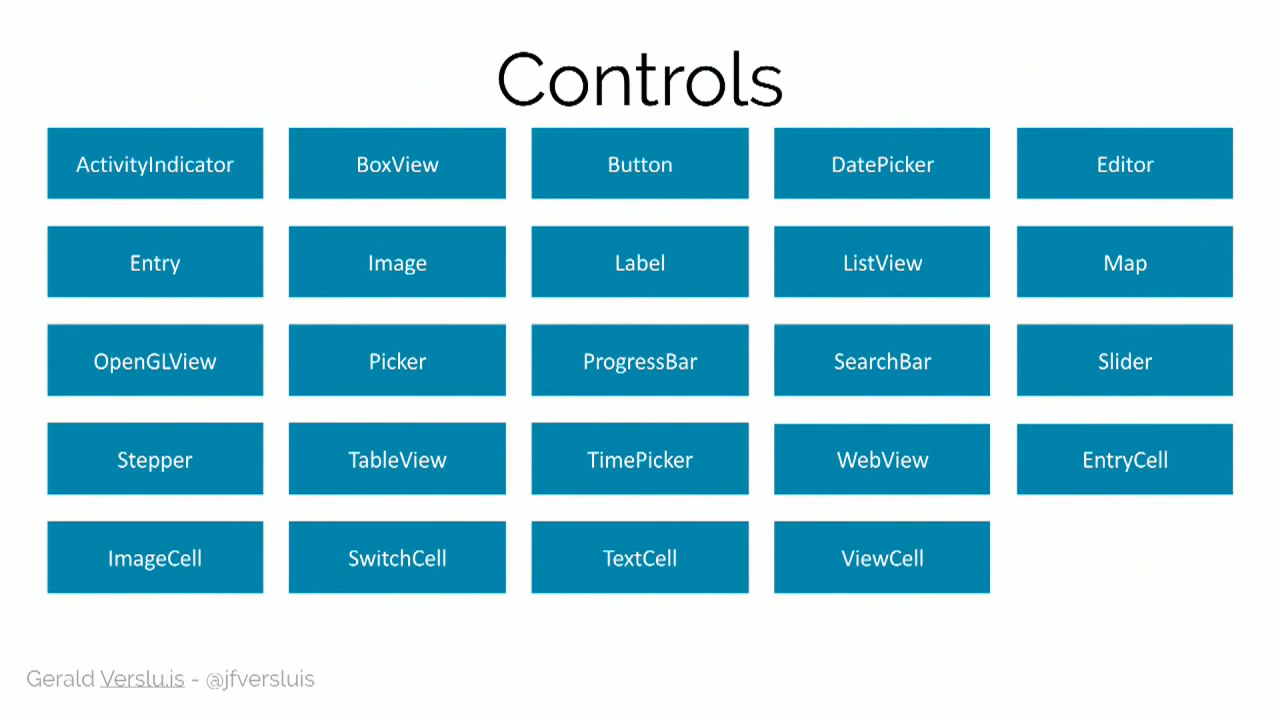 Controls
ActivityIndicator
BoxView
Button
DatePicker
Editor
Entry
Image
Label
ListView
Map
OpenGLView
Picker
ProgressBar
SearchBar
Slider
Stepper
TableView
TimePicker
WebView
EntryCell
ImageCell
SwitchCell
TextCell
ViewCell
Gerald Verslu.is - @jfversluis